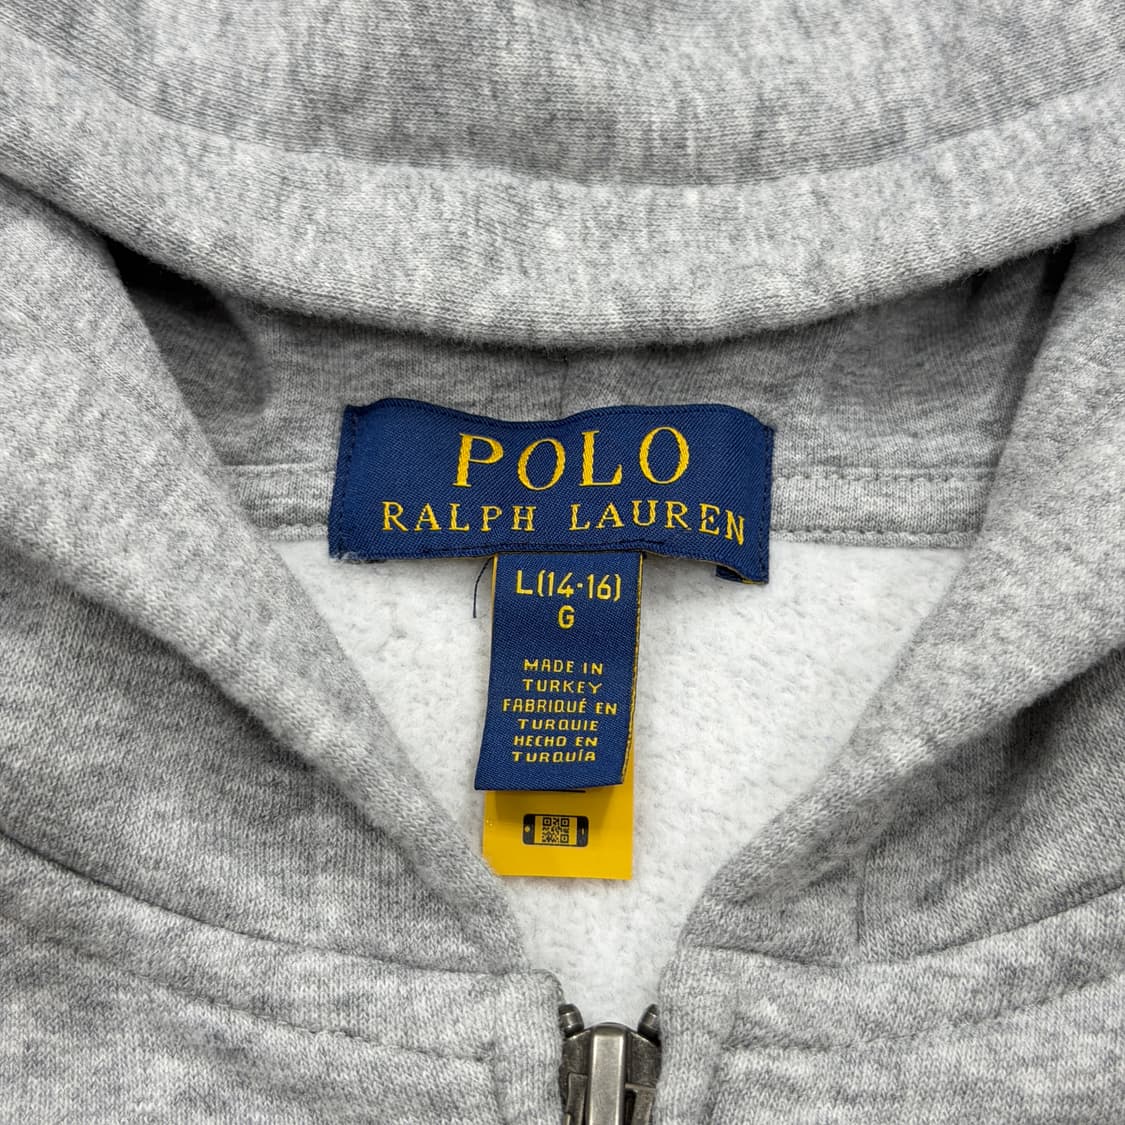 POLO
RALPH LAUREN
L(14-16)
G
MADE IN
TURKEY
FABRIQUÉ EN
TURQUIE
HECHO EN
TURQUÍA